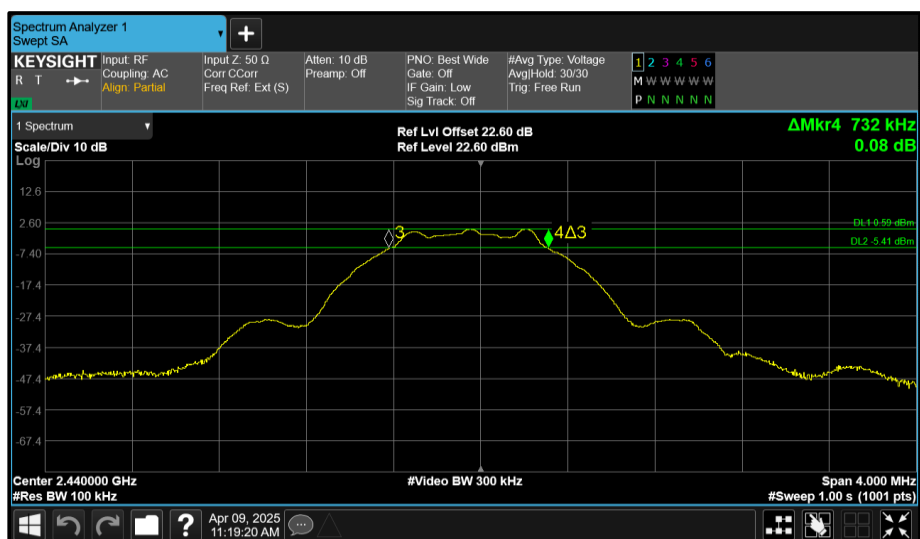 Spectrum Analyzer 1
Swept SA
+
KEYSIGHT
R T
LXI
Input: RF
Coupling: AC
Align: Partial
Input Z: 50 Ω
Corr CCorr
Freq Ref: Ext (S)
Atten: 10 dB
Preamp: Off
PNO: Best Wide
Gate: Off
IF Gain: Low
Sig Track: Off
#Avg Type: Voltage
Avg|Hold: 30/30
Trig: Free Run
1 2 3 4 5 6
M W W W W W
P N N N N N
1 Spectrum
Scale/Div 10 dB
Ref Lvl Offset 22.60 dB
Ref Level 22.60 dBm
ΔMkr4 732 kHz
0.08 dB
Log
12.6
2.60
-7.40
-17.4
-27.4
-37.4
-47.4
-57.4
-67.4
DL1 0.59 dBm
DL2 -5.41 dBm
3
4Δ3
Center 2.440000 GHz
#Res BW 100 kHz
#Video BW 300 kHz
Span 4.000 MHz
#Sweep 1.00 s (1001 pts)
?
Apr 09, 2025
11:19:20 AM